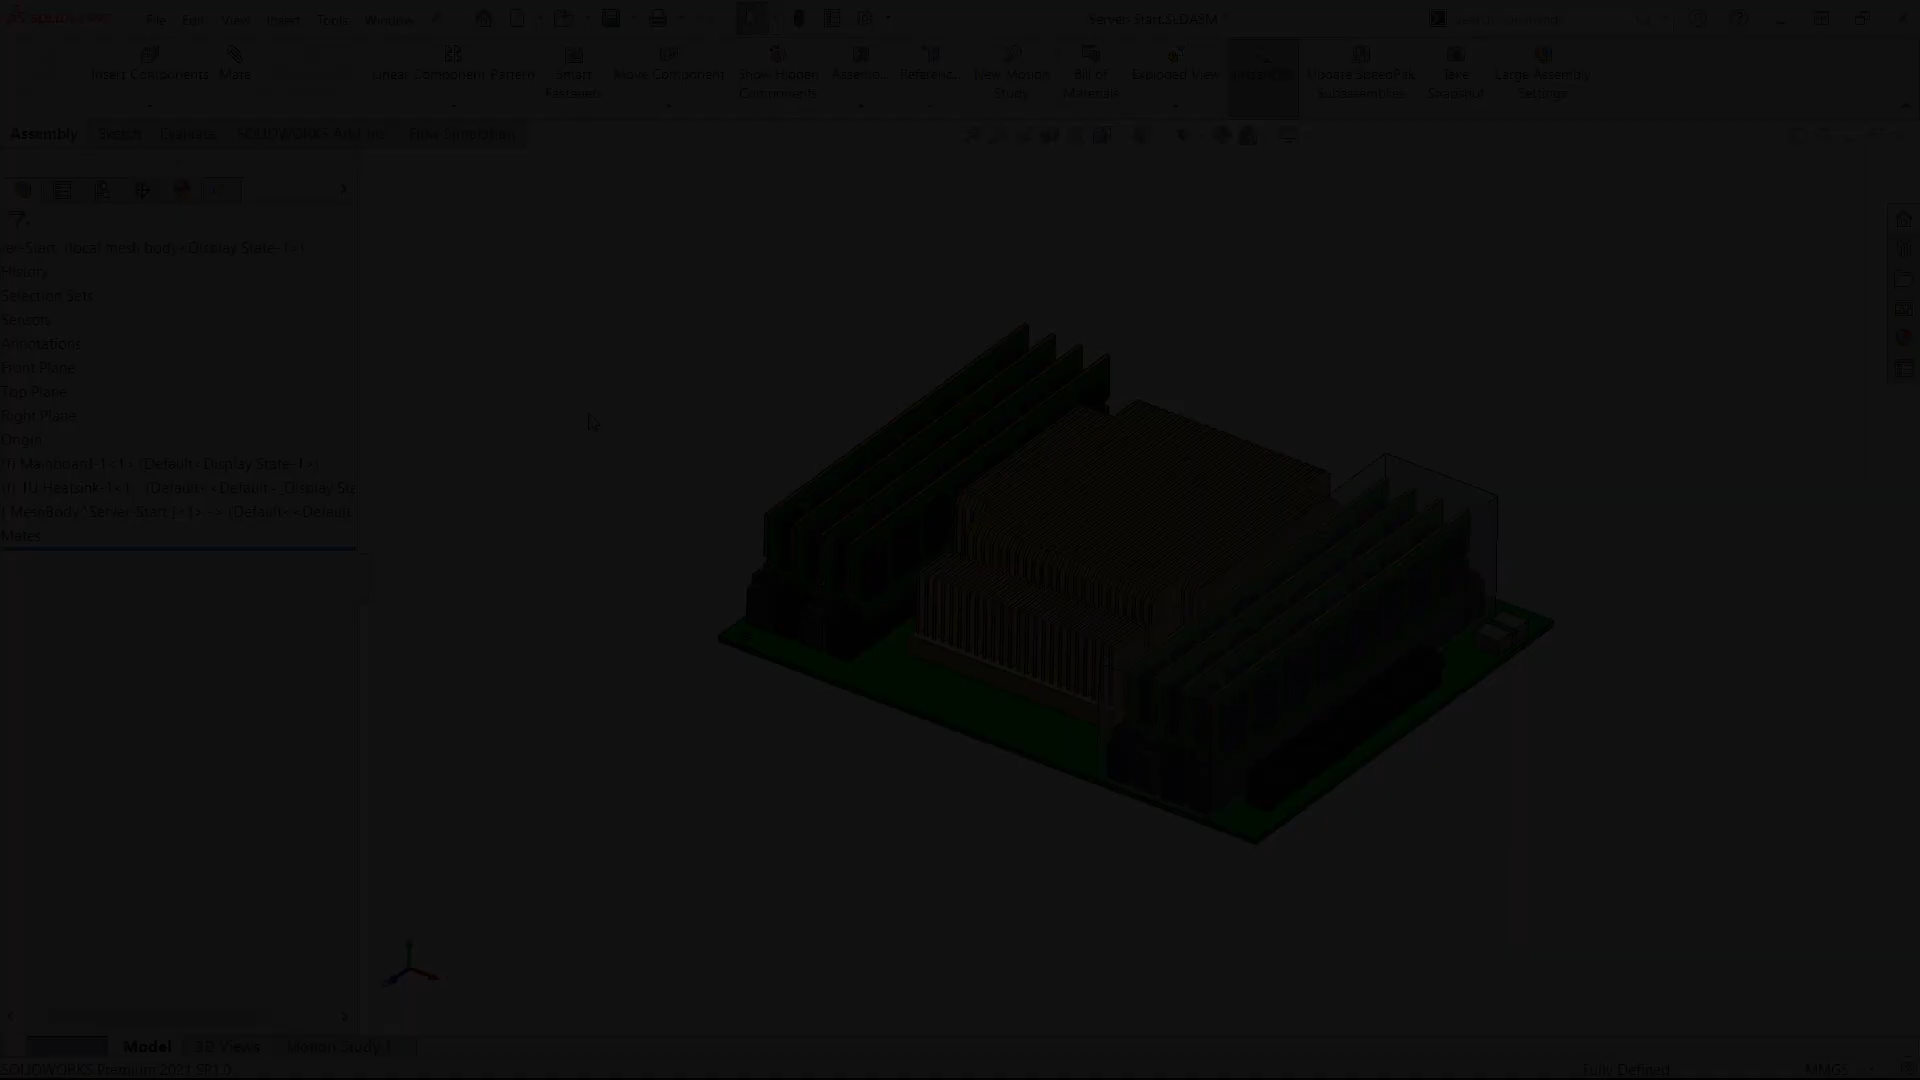 SOLIDWORKS File Edit View Insert Tools Window Server-Start.SLDASM Search Commands
Insert Components Mate Linear Component Pattern Smart Fasteners Move Component Show Hidden Components Assemb... Referenc... New Motion Study Bill of Materials Exploded View Update SpeedPak Subassemblies Take Snapshot Large Assembly Settings
Assembly Sketch Evaluate SOLIDWORKS Add-Ins Flow Simulation
er-Start (local mesh body<Display State-1>)
History
Selection Sets
Sensors
Annotations
Front Plane
Top Plane
Right Plane
Origin
(f) Mainboard-1<1> (Default<Display State-1>)
(f) 1U Heatsink-1<1> (Default<<Default>_Display Sta
[ MeshBody^Server-Start ]<1> -> (Default<<Default
Mates
Model 3D Views Motion Study 1
SOLIDWORKS Premium 2021 SP1.0 Fully Defined MMGS